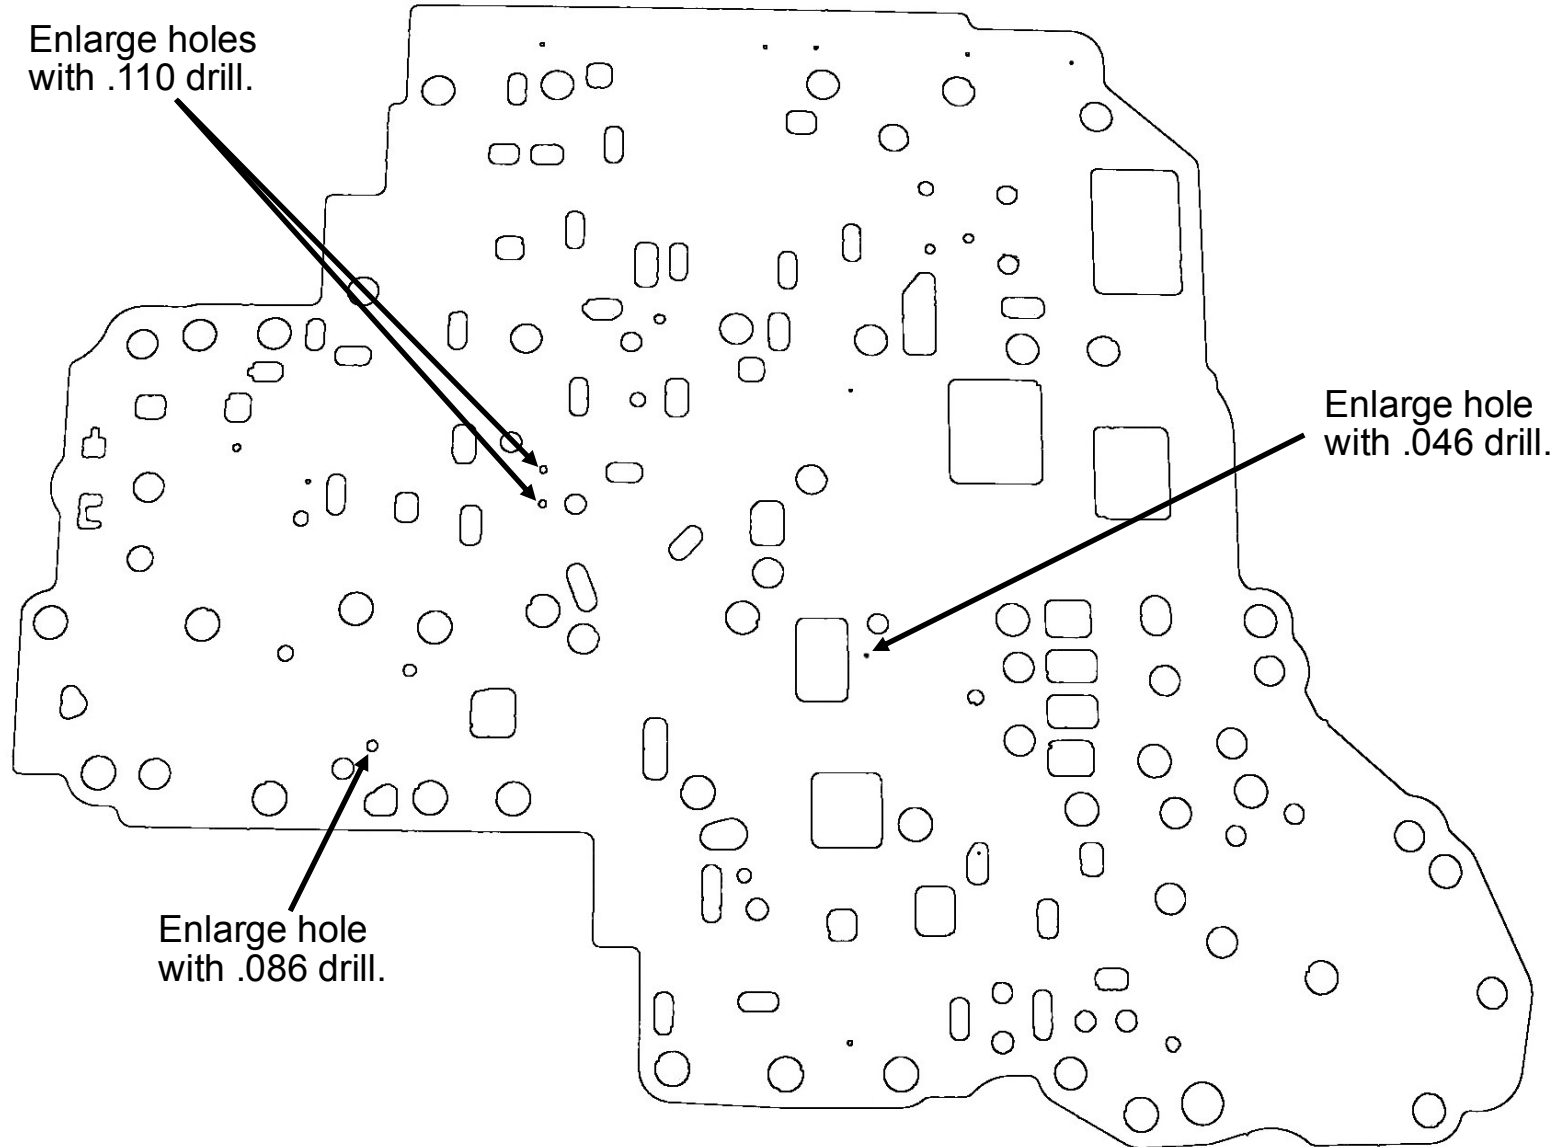 Enlarge holes
with .110 drill.
Enlarge hole
with .046 drill.
Enlarge hole
with .086 drill.